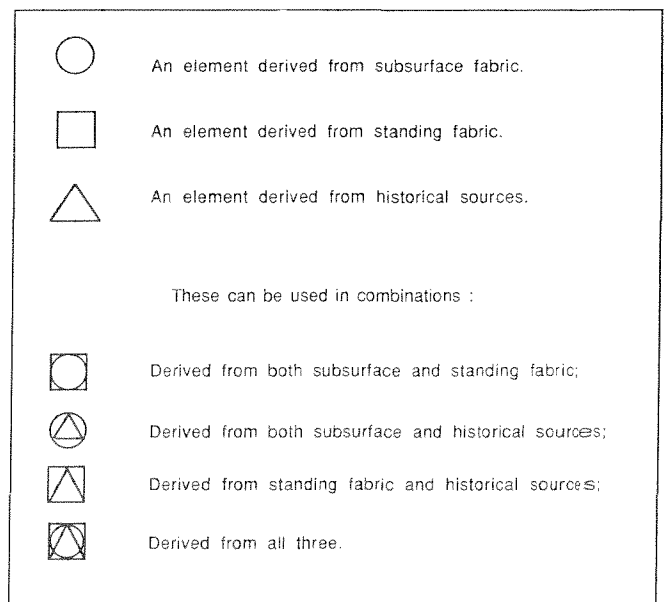 An element derived from subsurface fabric.
An element derived from standing fabric.
An element derived from historical sources.
These can be used in combinations :
Derived from both subsurface and standing fabric;
Derived from both subsurface and historical sources;
Derived from standing fabric and historical sources;
Derived from all three.